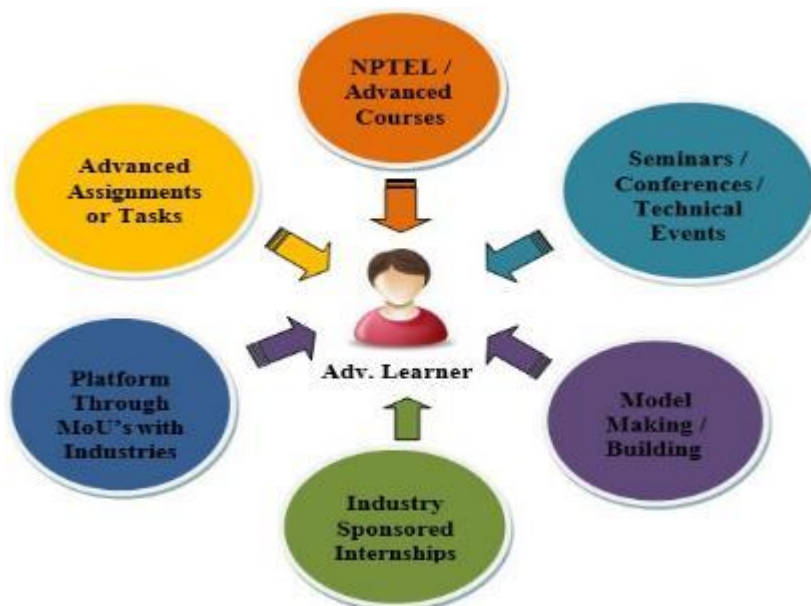 NPTEL /
Advanced
Courses
Advanced
Assignments
or Tasks
Seminars /
Conferences /
Technical
Events
Adv. Learner
Platform
Through
MoU's with
Industries
Model
Making /
Building
Industry
Sponsored
Internships